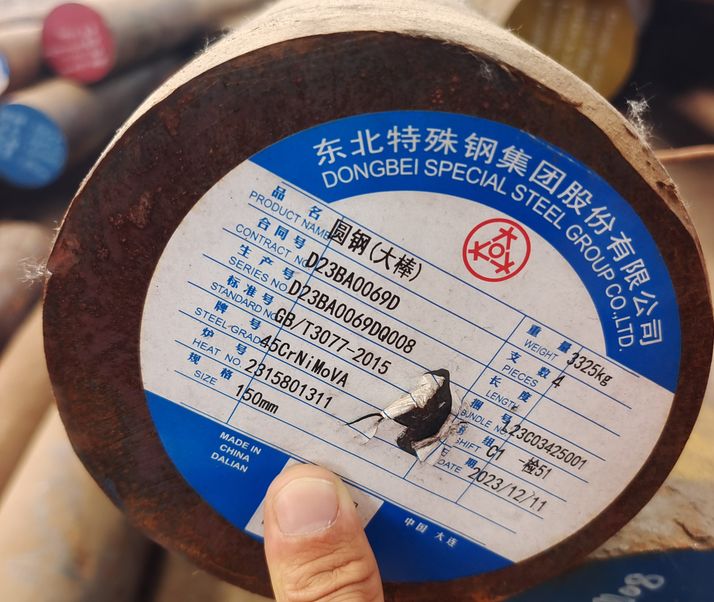 东北特殊钢集团股份有限公司
DONGBEI SPECIAL STEEL GROUP CO.,LTD.
品名 圆钢(大棒)
PRODUCT NAME
合同号 D23BA0069D
CONTRACT NO
生产号 D23BA0069DQ008
SERIES NO
标准号 GB/T3077-2015
STANDARD NO
牌号 45CrNiMoVA
STEEL GRADE
炉号 2315801311
HEAT NO
规格 150mm
SIZE
重量 3325kg
WEIGHT
支数 4
PIECES
长度
LENGTH
捆号 L23C03425001
BUNDLE NO
组 C1 一检51
SHIFT
日期 2023/12/11
DATE
MADE IN
CHINA
DALIAN
中国 大连